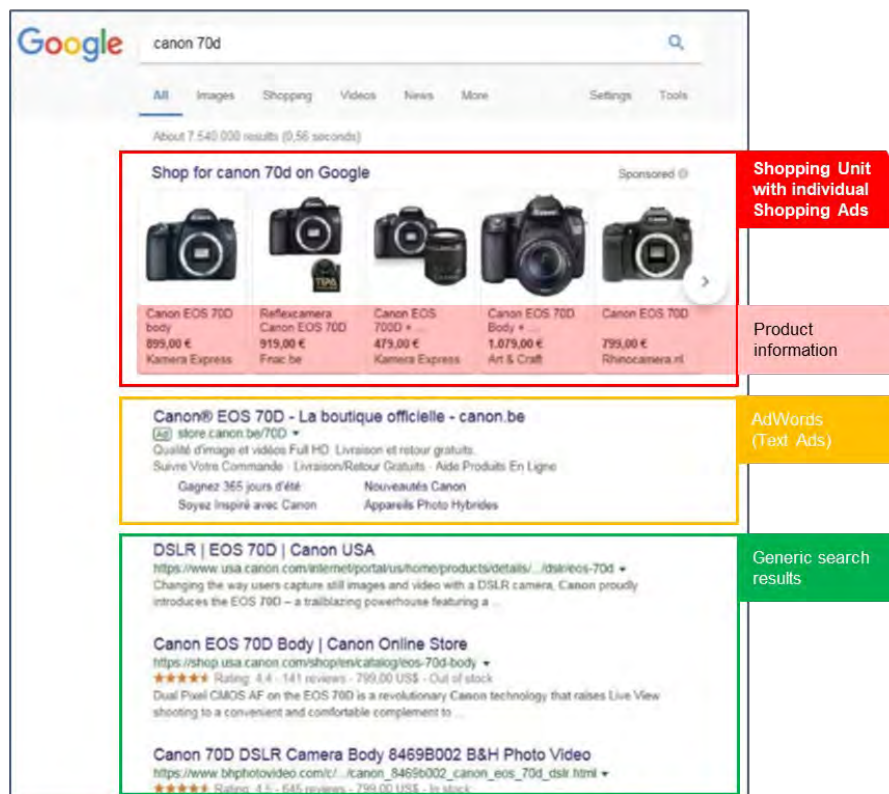 Google
canon 70d
All Images Shopping Videos News More Settings Tools
About 7.540.000 results (0,56 seconds)
Shop for canon 70d on Google
Sponsored
Shopping Unit
with individual
Shopping Ads
Canon EOS 70D
body
899,00 €
Kamera Express
Reflexcamera
Canon EOS 70D
919,00 €
Fnac.be
Canon EOS
700D + ...
479,00 €
Kamera Express
Canon EOS 70D
Body + ...
1.079,00 €
Art & Craft
Canon EOS 70D
799,00 €
Rhinocamera.nl
Product
information
Canon® EOS 70D - La boutique officielle - canon.be
Ad store.canon.be/70D
Qualité d'image et vidéos Full HD. Livraison et retour gratuits.
Suivre Votre Commande · Livraison/Retour Gratuits · Aide Produits En Ligne
Gagnez 365 jours d'été Nouveautés Canon
Soyez Inspiré avec Canon Appareils Photo Hybrides
AdWords
(Text Ads)
DSLR | EOS 70D | Canon USA
https://www.usa.canon.com/internet/portal/us/home/products/details/.../dslr/eos-70d
Changing the way users capture still images and video with a DSLR camera, Canon proudly
introduces the EOS 70D – a trailblazing powerhouse featuring a ...
Generic search
results
Canon EOS 70D Body | Canon Online Store
https://shop.usa.canon.com/shop/en/catalog/eos-70d-body
Rating: 4.4 - 141 reviews - 799,00 US$ - Out of stock
Dual Pixel CMOS AF on the EOS 70D is a revolutionary Canon technology that raises Live View
shooting to a convenient and comfortable complement to ...
Canon 70D DSLR Camera Body 8469B002 B&H Photo Video
https://www.bhphotovideo.com/c/.../canon_8469b002_canon_eos_70d_dslr.html
Rating: 4,5 - 645 reviews - 799,00 US$ - In stock